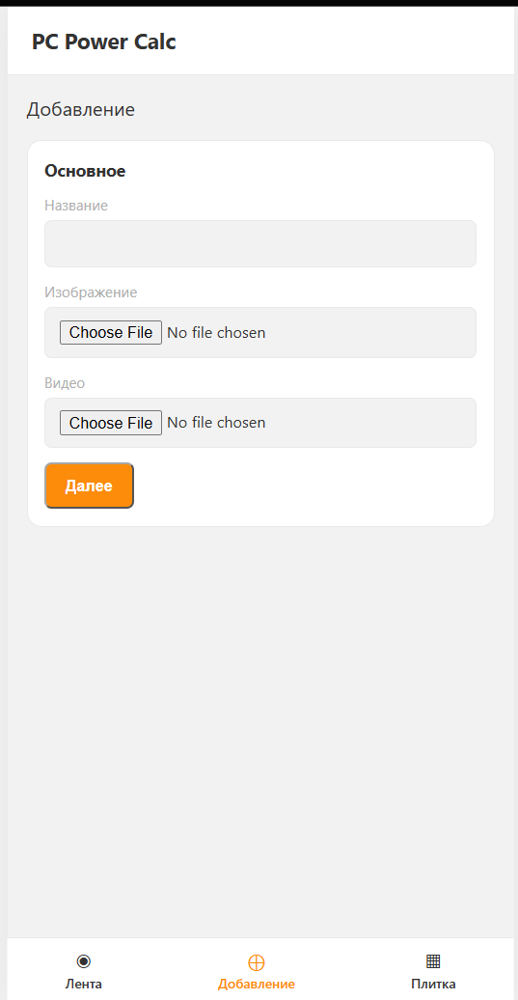 PC Power Calc
Добавление
Основное
Название
Изображение
Choose File No file chosen
Видео
Choose File No file chosen
Далее
Лента Добавление Плитка